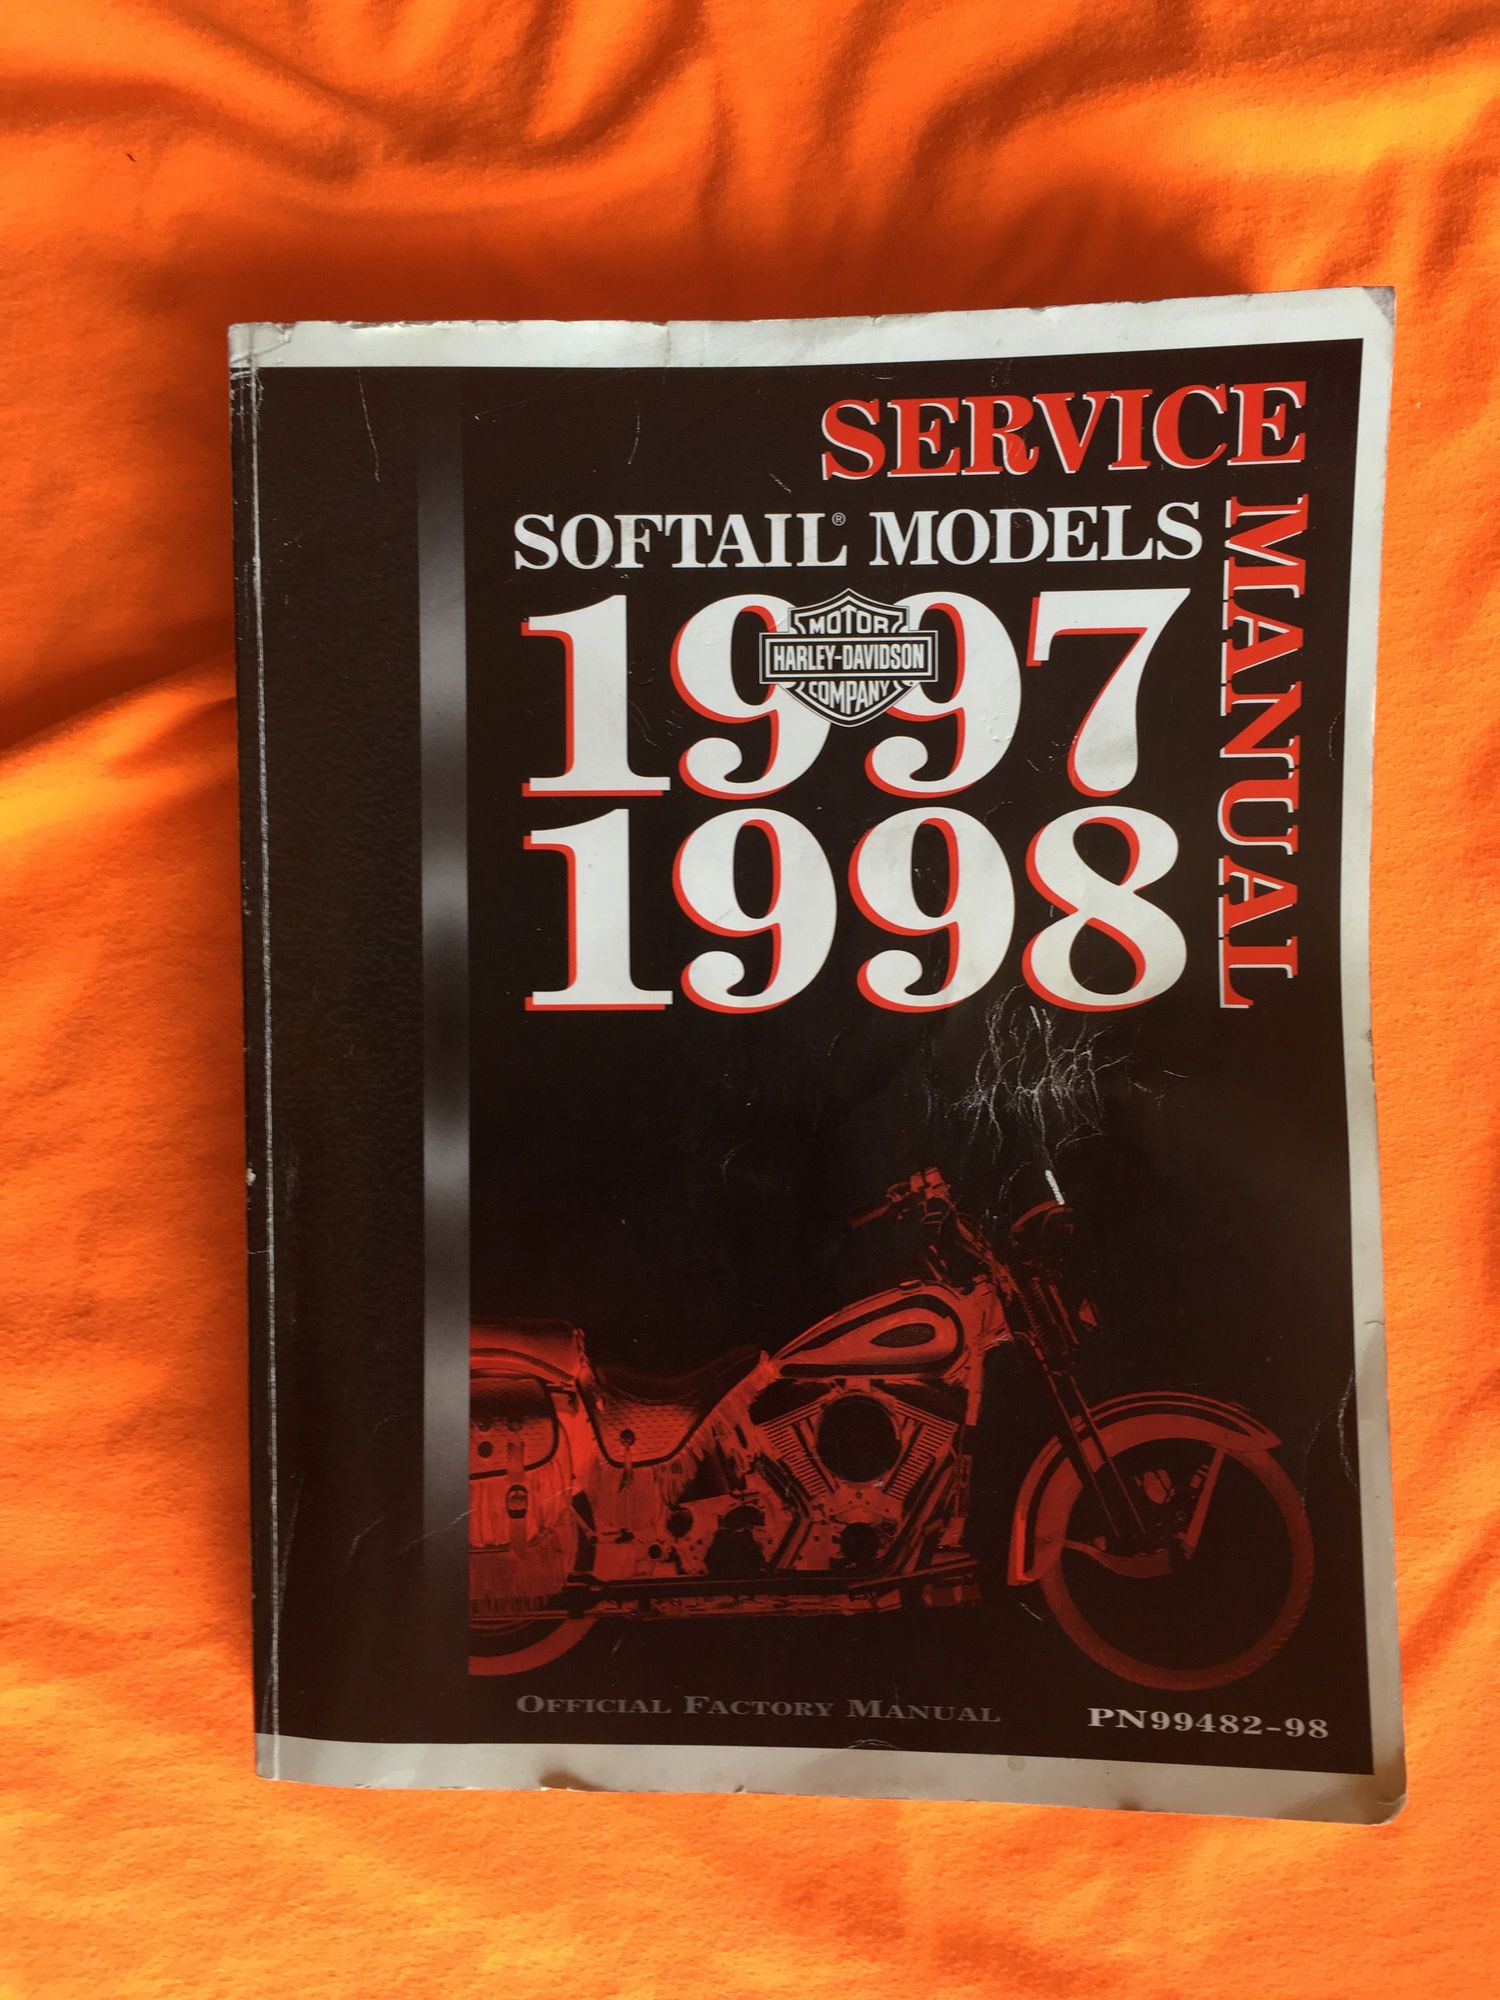 SERVICE
MANUAL
SOFTAIL® MODELS
1997
MOTOR
HARLEY-DAVIDSON
COMPANY
1998
OFFICIAL FACTORY MANUAL
PN99482-98